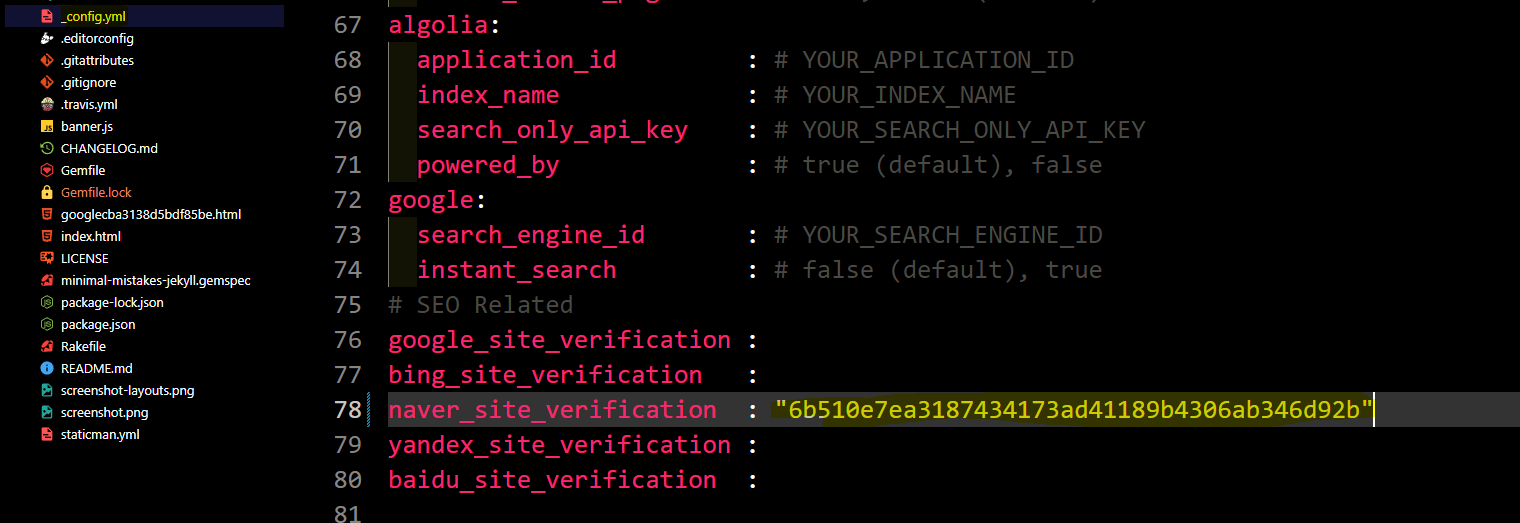 _config.yml
.editorconfig
.gitattributes
.gitignore
.travis.yml
banner.js
CHANGELOG.md
Gemfile
Gemfile.lock
googlecba3138d5bdf85be.html
index.html
LICENSE
minimal-mistakes-jekyll.gemspec
package-lock.json
package.json
Rakefile
README.md
screenshot-layouts.png
screenshot.png
staticman.yml
67 algolia:
68 application_id : # YOUR_APPLICATION_ID
69 index_name : # YOUR_INDEX_NAME
70 search_only_api_key : # YOUR_SEARCH_ONLY_API_KEY
71 powered_by : # true (default), false
72 google:
73 search_engine_id : # YOUR_SEARCH_ENGINE_ID
74 instant_search : # false (default), true
75 # SEO Related
76 google_site_verification :
77 bing_site_verification :
78 naver_site_verification : "6b510e7ea3187434173ad41189b4306ab346d92b"
79 yandex_site_verification :
80 baidu_site_verification :
81